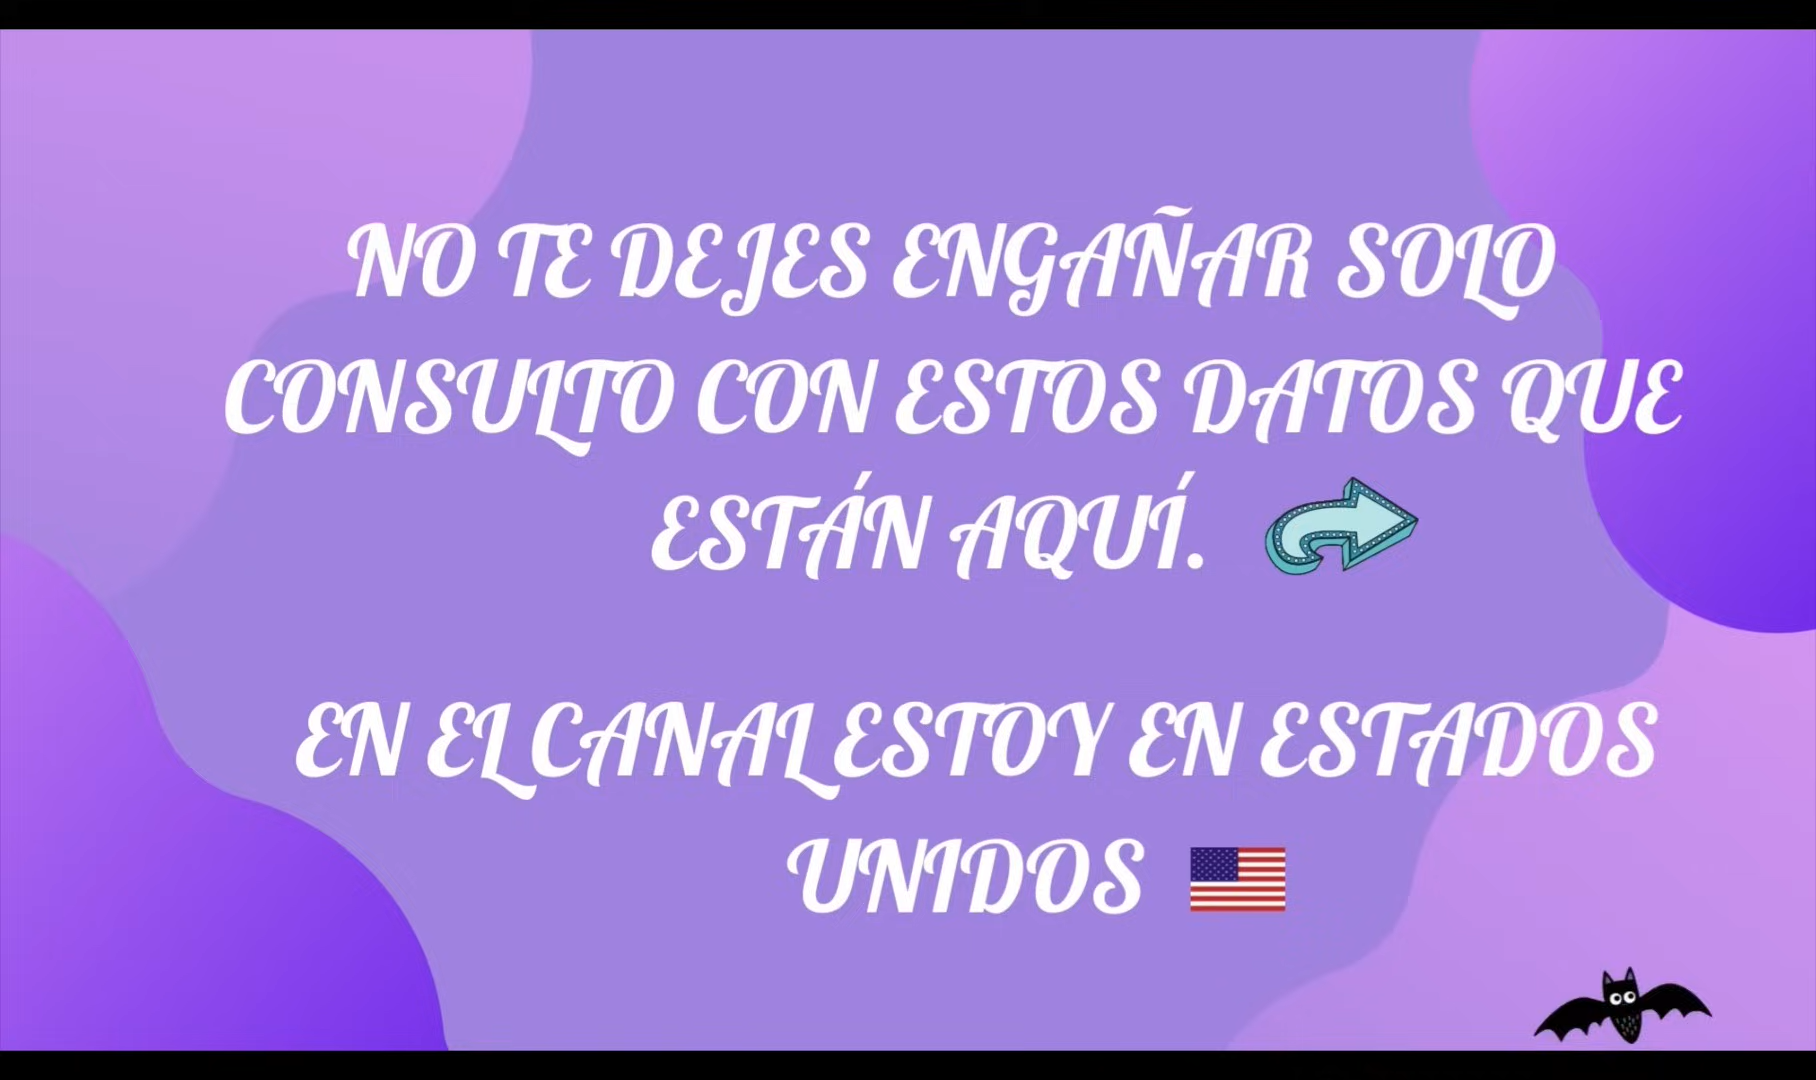 NO TE DEJES ENGAÑAR SOLO
CONSULTO CON ESTOS DATOS QUE
ESTÁN AQUÍ.
EN EL CANAL ESTOY EN ESTADOS
UNIDOS